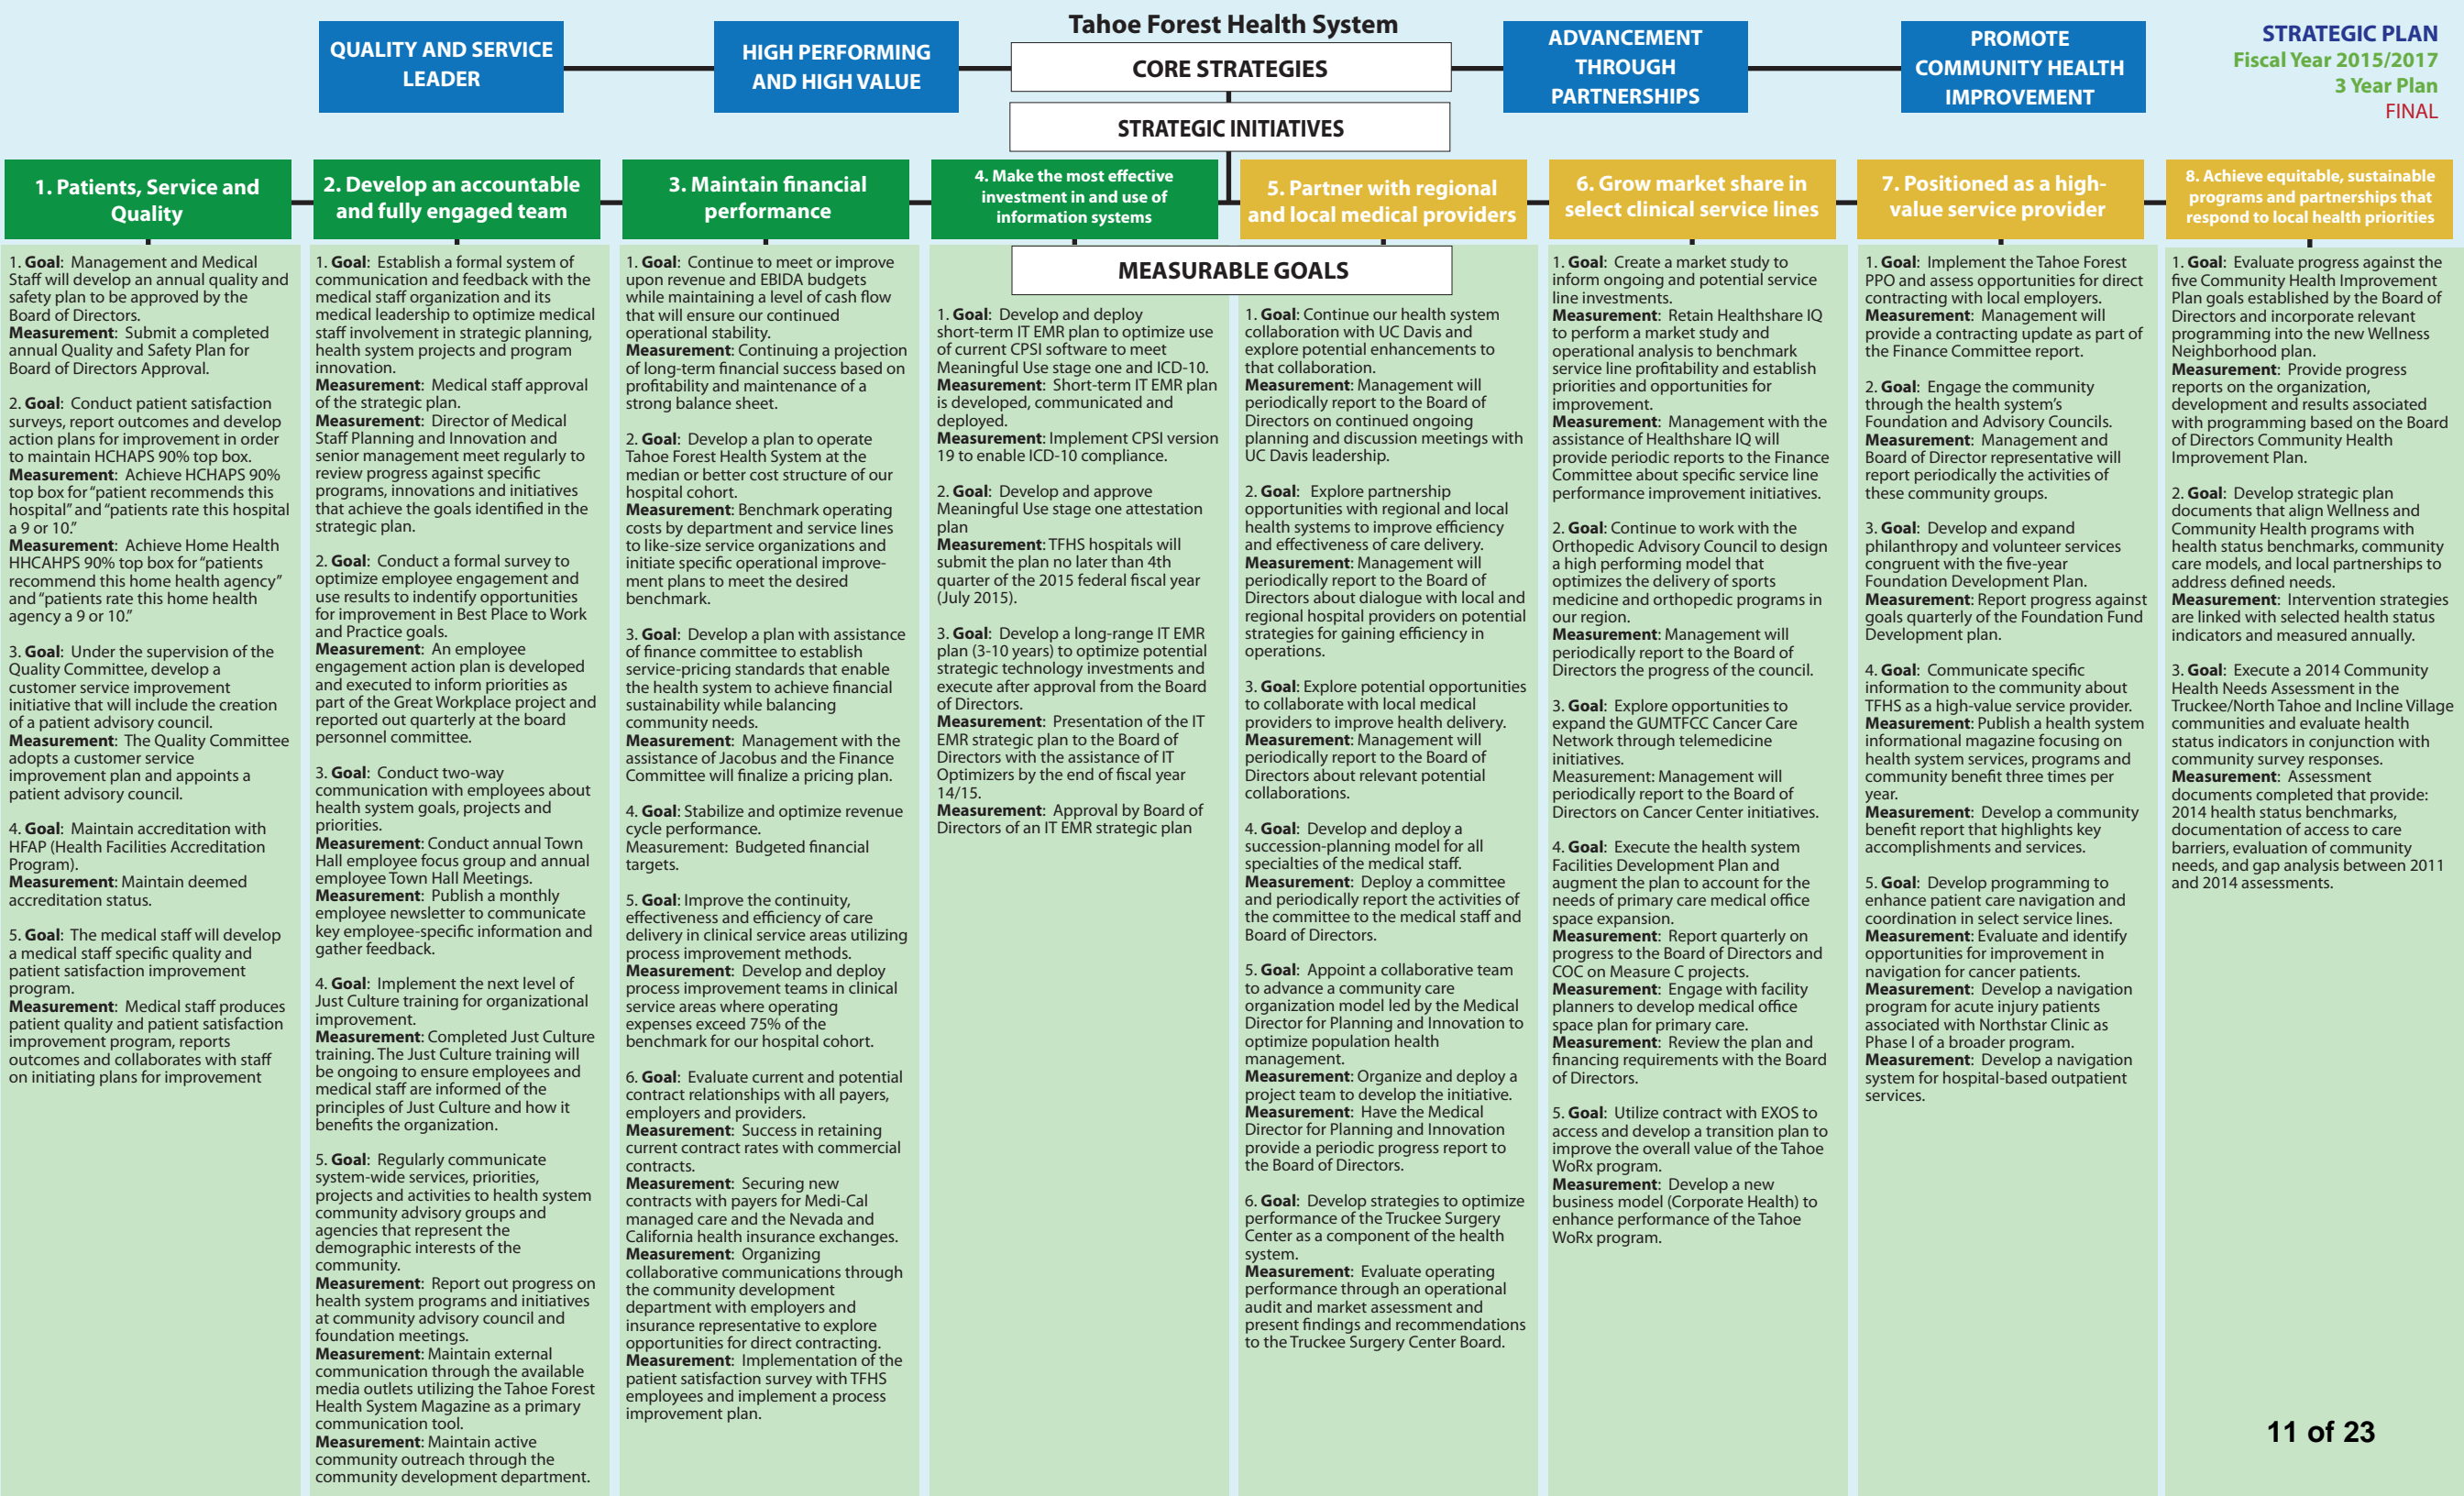 Tahoe Forest Health System
QUALITY AND SERVICE
LEADER
HIGH PERFORMING
AND HIGH VALUE
CORE STRATEGIES
ADVANCEMENT
THROUGH
PARTNERSHIPS
PROMOTE
COMMUNITY HEALTH
IMPROVEMENT
STRATEGIC PLAN
Fiscal Year 2015/2017
3 Year Plan
FINAL
STRATEGIC INITIATIVES
1. Patients, Service and
Quality
2. Develop an accountable
and fully engaged team
3. Maintain financial
performance
4. Make the most effective
investment in and use of
information systems
5. Partner with regional
and local medical providers
6. Grow market share in
select clinical service lines
7. Positioned as a high-
value service provider
8. Achieve equitable, sustainable
programs and partnerships that
respond to local health priorities
MEASURABLE GOALS
1. Goal: Management and Medical
Staff will develop an annual quality and
safety plan to be approved by the
Board of Directors.
Measurement: Submit a completed
annual Quality and Safety Plan for
Board of Directors Approval.
2. Goal: Conduct patient satisfaction
surveys, report outcomes and develop
action plans for improvement in order
to maintain HCHAPS 90% top box.
Measurement: Achieve HCHAPS 90%
top box for “patient recommends this
hospital” and “patients rate this hospital
a 9 or 10.”
Measurement: Achieve Home Health
HHCAHPS 90% top box for “patients
recommend this home health agency”
and “patients rate this home health
agency a 9 or 10.”
3. Goal: Under the supervision of the
Quality Committee, develop a
customer service improvement
initiative that will include the creation
of a patient advisory council.
Measurement: The Quality Committee
adopts a customer service
improvement plan and appoints a
patient advisory council.
4. Goal: Maintain accreditation with
HFAP (Health Facilities Accreditation
Program).
Measurement: Maintain deemed
accreditation status.
5. Goal: The medical staff will develop
a medical staff specific quality and
patient satisfaction improvement
program.
Measurement: Medical staff produces
patient quality and patient satisfaction
improvement program, reports
outcomes and collaborates with staff
on initiating plans for improvement
1. Goal: Establish a formal system of
communication and feedback with the
medical staff organization and its
medical leadership to optimize medical
staff involvement in strategic planning,
health system projects and program
innovation.
Measurement: Medical staff approval
of the strategic plan.
Measurement: Director of Medical
Staff Planning and Innovation and
senior management meet regularly to
review progress against specific
programs, innovations and initiatives
that achieve the goals identified in the
strategic plan.
2. Goal: Conduct a formal survey to
optimize employee engagement and
use results to indentify opportunities
for improvement in Best Place to Work
and Practice goals.
Measurement: An employee
engagement action plan is developed
and executed to inform priorities as
part of the Great Workplace project and
reported out quarterly at the board
personnel committee.
3. Goal: Conduct two-way
communication with employees about
health system goals, projects and
priorities.
Measurement: Conduct annual Town
Hall employee focus group and annual
employee Town Hall Meetings.
Measurement: Publish a monthly
employee newsletter to communicate
key employee-specific information and
gather feedback.
4. Goal: Implement the next level of
Just Culture training for organizational
improvement.
Measurement: Completed Just Culture
training. The Just Culture training will
be ongoing to ensure employees and
medical staff are informed of the
principles of Just Culture and how it
benefits the organization.
5. Goal: Regularly communicate
system-wide services, priorities,
projects and activities to health system
community advisory groups and
agencies that represent the
demographic interests of the
community.
Measurement: Report out progress on
health system programs and initiatives
at community advisory council and
foundation meetings.
Measurement: Maintain external
communication through the available
media outlets utilizing the Tahoe Forest
Health System Magazine as a primary
communication tool.
Measurement: Maintain active
community outreach through the
community development department.
1. Goal: Continue to meet or improve
upon revenue and EBIDA budgets
while maintaining a level of cash flow
that will ensure our continued
operational stability.
Measurement: Continuing a projection
of long-term financial success based on
profitability and maintenance of a
strong balance sheet.
2. Goal: Develop a plan to operate
Tahoe Forest Health System at the
median or better cost structure of our
hospital cohort.
Measurement: Benchmark operating
costs by department and service lines
to like-size service organizations and
initiate specific operational improve-
ment plans to meet the desired
benchmark.
3. Goal: Develop a plan with assistance
of finance committee to establish
service-pricing standards that enable
the health system to achieve financial
sustainability while balancing
community needs.
Measurement: Management with the
assistance of Jacobus and the Finance
Committee will finalize a pricing plan.
4. Goal: Stabilize and optimize revenue
cycle performance.
Measurement: Budgeted financial
targets.
5. Goal: Improve the continuity,
effectiveness and efficiency of care
delivery in clinical service areas utilizing
process improvement methods.
Measurement: Develop and deploy
process improvement teams in clinical
service areas where operating
expenses exceed 75% of the
benchmark for our hospital cohort.
6. Goal: Evaluate current and potential
contract relationships with all payers,
employers and providers.
Measurement: Success in retaining
current contract rates with commercial
contracts.
Measurement: Securing new
contracts with payers for Medi-Cal
managed care and the Nevada and
California health insurance exchanges.
Measurement: Organizing
collaborative communications through
the community development
department with employers and
insurance representative to explore
opportunities for direct contracting.
Measurement: Implementation of the
patient satisfaction survey with TFHS
employees and implement a process
improvement plan.
1. Goal: Develop and deploy
short-term IT EMR plan to optimize use
of current CPSI software to meet
Meaningful Use stage one and ICD-10.
Measurement: Short-term IT EMR plan
is developed, communicated and
deployed.
Measurement: Implement CPSI version
19 to enable ICD-10 compliance.
2. Goal: Develop and approve
Meaningful Use stage one attestation
plan
Measurement: TFHS hospitals will
submit the plan no later than 4th
quarter of the 2015 federal fiscal year
(July 2015).
3. Goal: Develop a long-range IT EMR
plan (3-10 years) to optimize potential
strategic technology investments and
execute after approval from the Board
of Directors.
Measurement: Presentation of the IT
EMR strategic plan to the Board of
Directors with the assistance of IT
Optimizers by the end of fiscal year
14/15.
Measurement: Approval by Board of
Directors of an IT EMR strategic plan
1. Goal: Continue our health system
collaboration with UC Davis and
explore potential enhancements to
that collaboration.
Measurement: Management will
periodically report to the Board of
Directors on continued ongoing
planning and discussion meetings with
UC Davis leadership.
2. Goal: Explore partnership
opportunities with regional and local
health systems to improve efficiency
and effectiveness of care delivery.
Measurement: Management will
periodically report to the Board of
Directors about dialogue with local and
regional hospital providers on potential
strategies for gaining efficiency in
operations.
3. Goal: Explore potential opportunities
to collaborate with local medical
providers to improve health delivery.
Measurement: Management will
periodically report to the Board of
Directors about relevant potential
collaborations.
4. Goal: Develop and deploy a
succession-planning model for all
specialties of the medical staff.
Measurement: Deploy a committee
and periodically report the activities of
the committee to the medical staff and
Board of Directors.
5. Goal: Appoint a collaborative team
to advance a community care
organization model led by the Medical
Director for Planning and Innovation to
optimize population health
management.
Measurement: Organize and deploy a
project team to develop the initiative.
Measurement: Have the Medical
Director for Planning and Innovation
provide a periodic progress report to
the Board of Directors.
6. Goal: Develop strategies to optimize
performance of the Truckee Surgery
Center as a component of the health
system.
Measurement: Evaluate operating
performance through an operational
audit and market assessment and
present findings and recommendations
to the Truckee Surgery Center Board.
1. Goal: Create a market study to
inform ongoing and potential service
line investments.
Measurement: Retain Healthshare IQ
to perform a market study and
operational analysis to benchmark
service line profitability and establish
priorities and opportunities for
improvement.
Measurement: Management with the
assistance of Healthshare IQ will
provide periodic reports to the Finance
Committee about specific service line
performance improvement initiatives.
2. Goal: Continue to work with the
Orthopedic Advisory Council to design
a high performing model that
optimizes the delivery of sports
medicine and orthopedic programs in
our region.
Measurement: Management will
periodically report to the Board of
Directors the progress of the council.
3. Goal: Explore opportunities to
expand the GUMTFCC Cancer Care
Network through telemedicine
initiatives.
Measurement: Management will
periodically report to the Board of
Directors on Cancer Center initiatives.
4. Goal: Execute the health system
Facilities Development Plan and
augment the plan to account for the
needs of primary care medical office
space expansion.
Measurement: Report quarterly on
progress to the Board of Directors and
COC on Measure C projects.
Measurement: Engage with facility
planners to develop medical office
space plan for primary care.
Measurement: Review the plan and
financing requirements with the Board
of Directors.
5. Goal: Utilize contract with EXOS to
access and develop a transition plan to
improve the overall value of the Tahoe
WoRx program.
Measurement: Develop a new
business model (Corporate Health) to
enhance performance of the Tahoe
WoRx program.
1. Goal: Implement the Tahoe Forest
PPO and assess opportunities for direct
contracting with local employers.
Measurement: Management will
provide a contracting update as part of
the Finance Committee report.
2. Goal: Engage the community
through the health system’s
Foundation and Advisory Councils.
Measurement: Management and
Board of Director representative will
report periodically the activities of
these community groups.
3. Goal: Develop and expand
philanthropy and volunteer services
congruent with the five-year
Foundation Development Plan.
Measurement: Report progress against
goals quarterly of the Foundation Fund
Development plan.
4. Goal: Communicate specific
information to the community about
TFHS as a high-value service provider.
Measurement: Publish a health system
informational magazine focusing on
health system services, programs and
community benefit three times per
year.
Measurement: Develop a community
benefit report that highlights key
accomplishments and services.
5. Goal: Develop programming to
enhance patient care navigation and
coordination in select service lines.
Measurement: Evaluate and identify
opportunities for improvement in
navigation for cancer patients.
Measurement: Develop a navigation
program for acute injury patients
associated with Northstar Clinic as
Phase I of a broader program.
Measurement: Develop a navigation
system for hospital-based outpatient
services.
1. Goal: Evaluate progress against the
five Community Health Improvement
Plan goals established by the Board of
Directors and incorporate relevant
programming into the new Wellness
Neighborhood plan.
Measurement: Provide progress
reports on the organization,
development and results associated
with programming based on the Board
of Directors Community Health
Improvement Plan.
2. Goal: Develop strategic plan
documents that align Wellness and
Community Health programs with
health status benchmarks, community
care models, and local partnerships to
address defined needs.
Measurement: Intervention strategies
are linked with selected health status
indicators and measured annually.
3. Goal: Execute a 2014 Community
Health Needs Assessment in the
Truckee/North Tahoe and Incline Village
communities and evaluate health
status indicators in conjunction with
community survey responses.
Measurement: Assessment
documents completed that provide:
2014 health status benchmarks,
documentation of access to care
barriers, evaluation of community
needs, and gap analysis between 2011
and 2014 assessments.
11 of 23